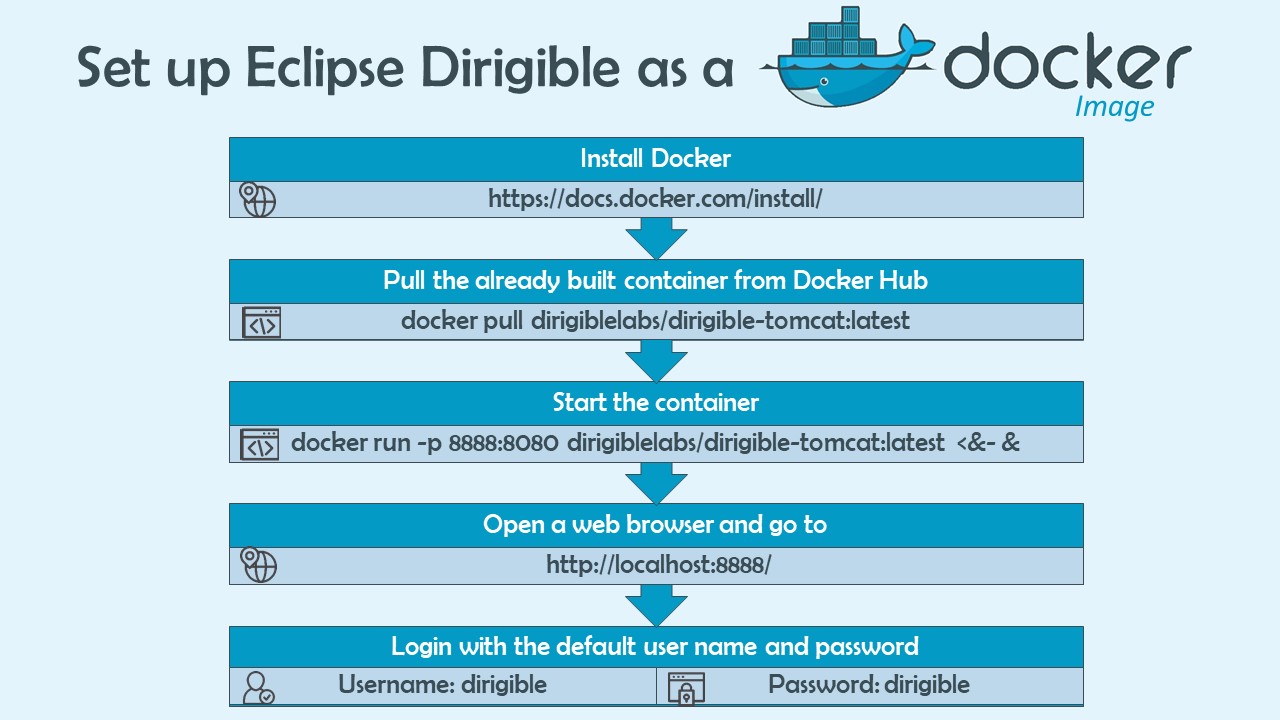 Set up Eclipse Dirigible as a docker
Image
Install Docker
https://docs.docker.com/install/
Pull the already built container from Docker Hub
docker pull dirigiblelabs/dirigible-tomcat:latest
Start the container
docker run -p 8888:8080 dirigiblelabs/dirigible-tomcat:latest <&- &
Open a web browser and go to
http://localhost:8888/
Login with the default user name and password
Username: dirigible
Password: dirigible